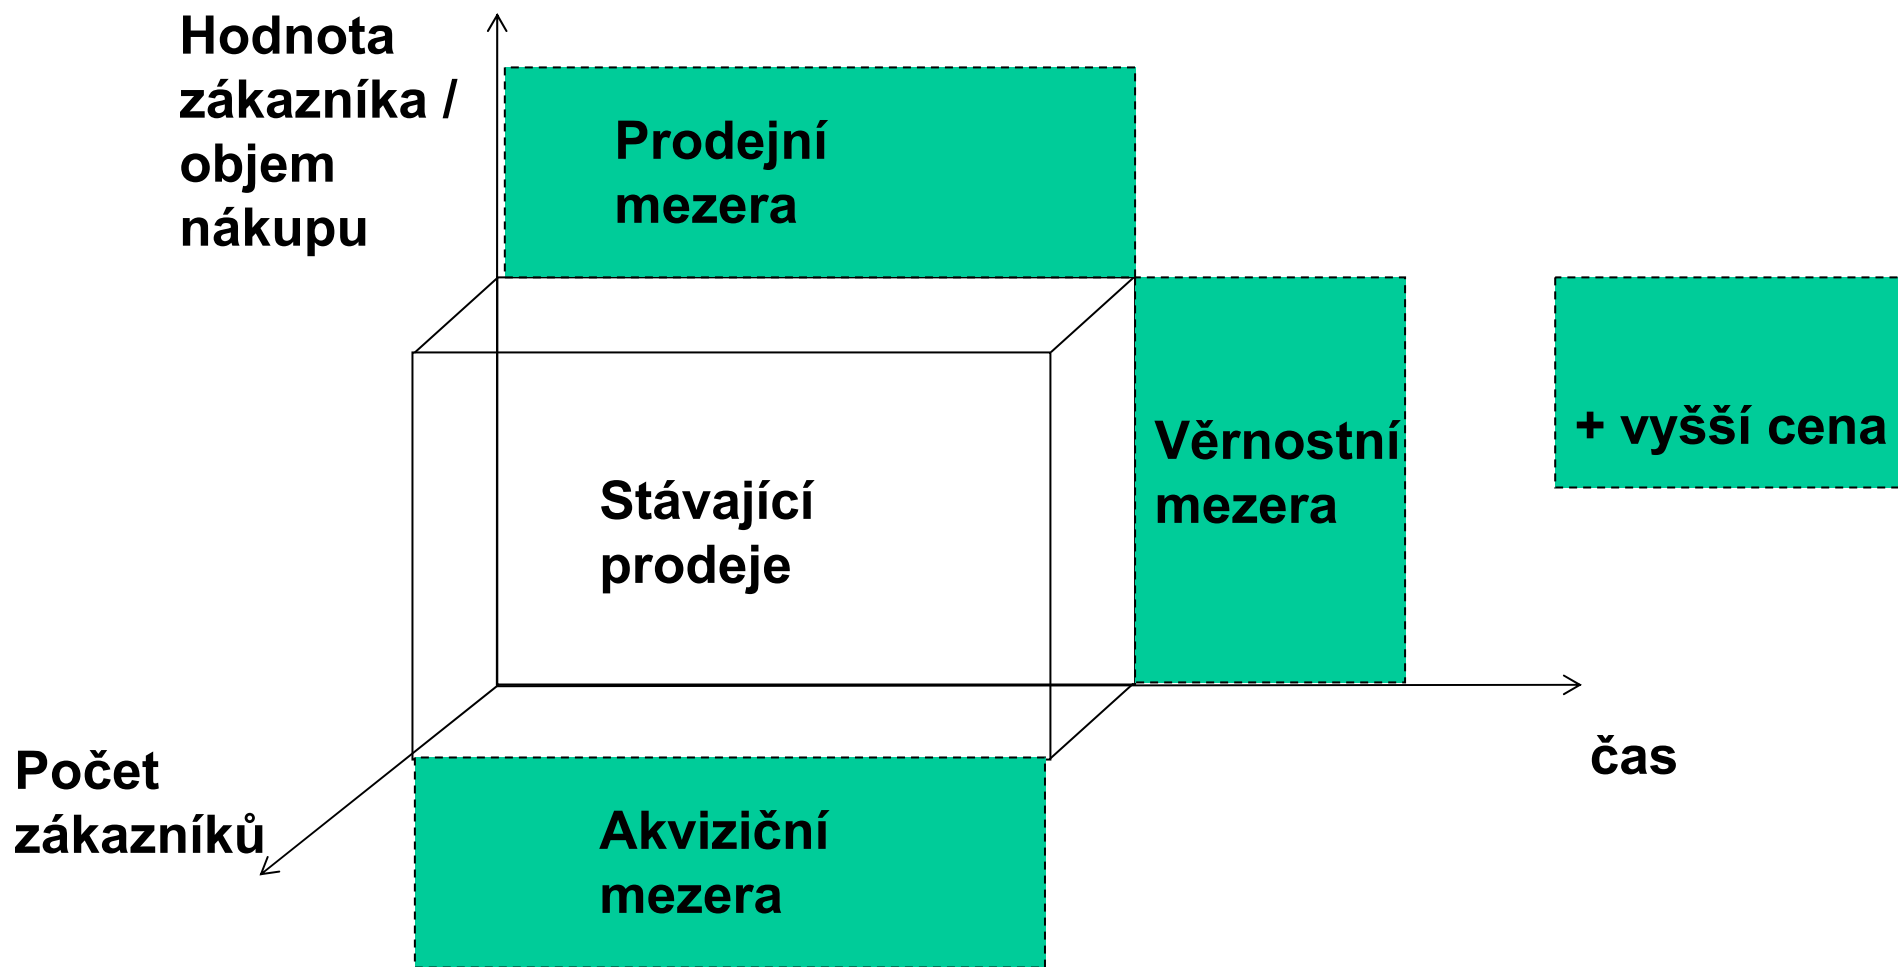 Hodnota
zákazníka /
objem
nákupu
Prodejní
mezera
Věrnostní
mezera
+ vyšší cena
Stávající
prodeje
Počet
zákazníků
čas
Akviziční
mezera